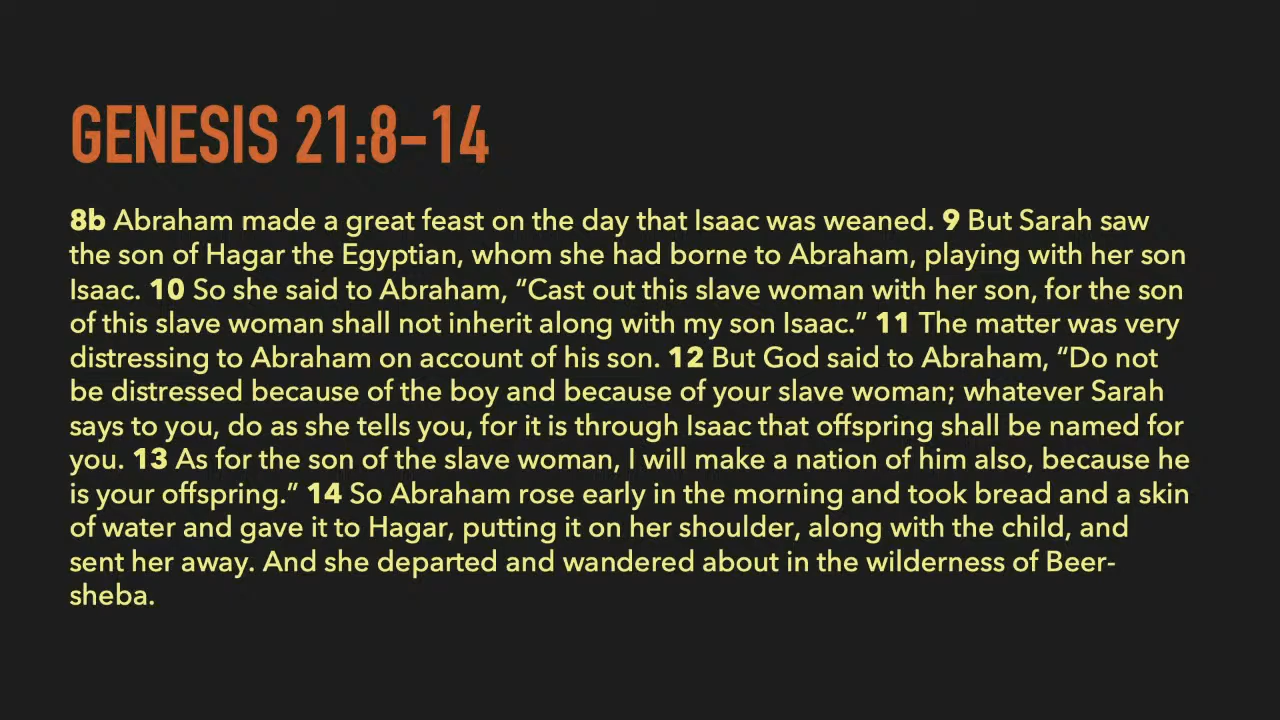 GENESIS 21:8–14
8b Abraham made a great feast on the day that Isaac was weaned. 9 But Sarah saw
the son of Hagar the Egyptian, whom she had borne to Abraham, playing with her son
Isaac. 10 So she said to Abraham, “Cast out this slave woman with her son, for the son
of this slave woman shall not inherit along with my son Isaac.” 11 The matter was very
distressing to Abraham on account of his son. 12 But God said to Abraham, “Do not
be distressed because of the boy and because of your slave woman; whatever Sarah
says to you, do as she tells you, for it is through Isaac that offspring shall be named for
you. 13 As for the son of the slave woman, I will make a nation of him also, because he
is your offspring.” 14 So Abraham rose early in the morning and took bread and a skin
of water and gave it to Hagar, putting it on her shoulder, along with the child, and
sent her away. And she departed and wandered about in the wilderness of Beer-
sheba.